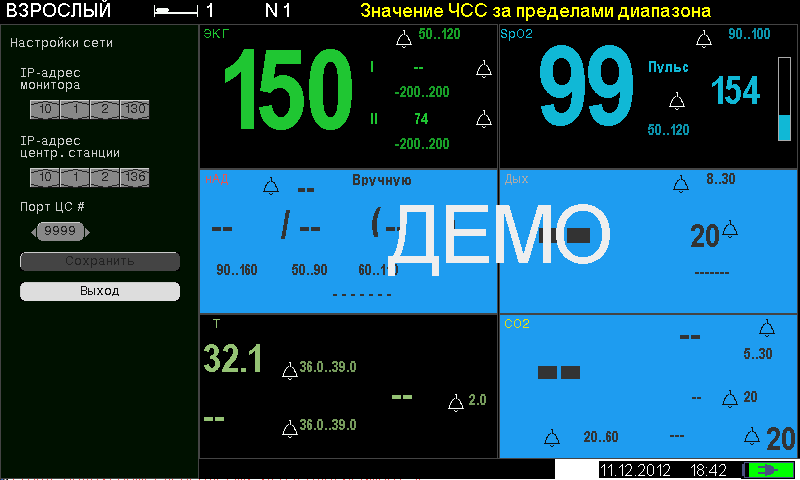 ВЗРОСЛЫЙ 1 N 1 Значение ЧСС за пределами диапазона
Настройки сети
IP-адрес
монитора
10 1 2 130
IP-адрес
центр.станции
10 1 2 136
Порт ЦС #
9999
Сохранить
Выход
ЭКГ 50..120
150
I --
-200..200
II 74
-200..200
SpO2 90..100
99
Пульс 154
50..120
нАД -- Вручную
-- / -- (--
90..160 50..90 60..110
-------
Дых 8..30
-- 20
-------
ДЕМО
T
32.1 36.0..39.0
-- 2.0
-- 36.0..39.0
CO2 --
5..30
--
-- 20
20..60 --- 20
11.12.2012 18:42